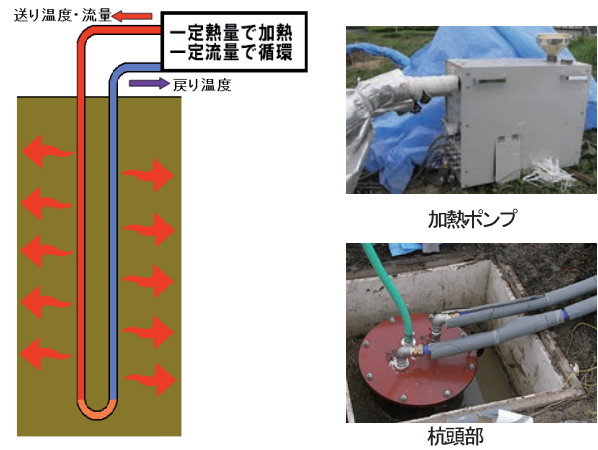 送り温度・流量
一定熱量で加熱
一定流量で循環
戻り温度
加熱ポンプ
杭頭部